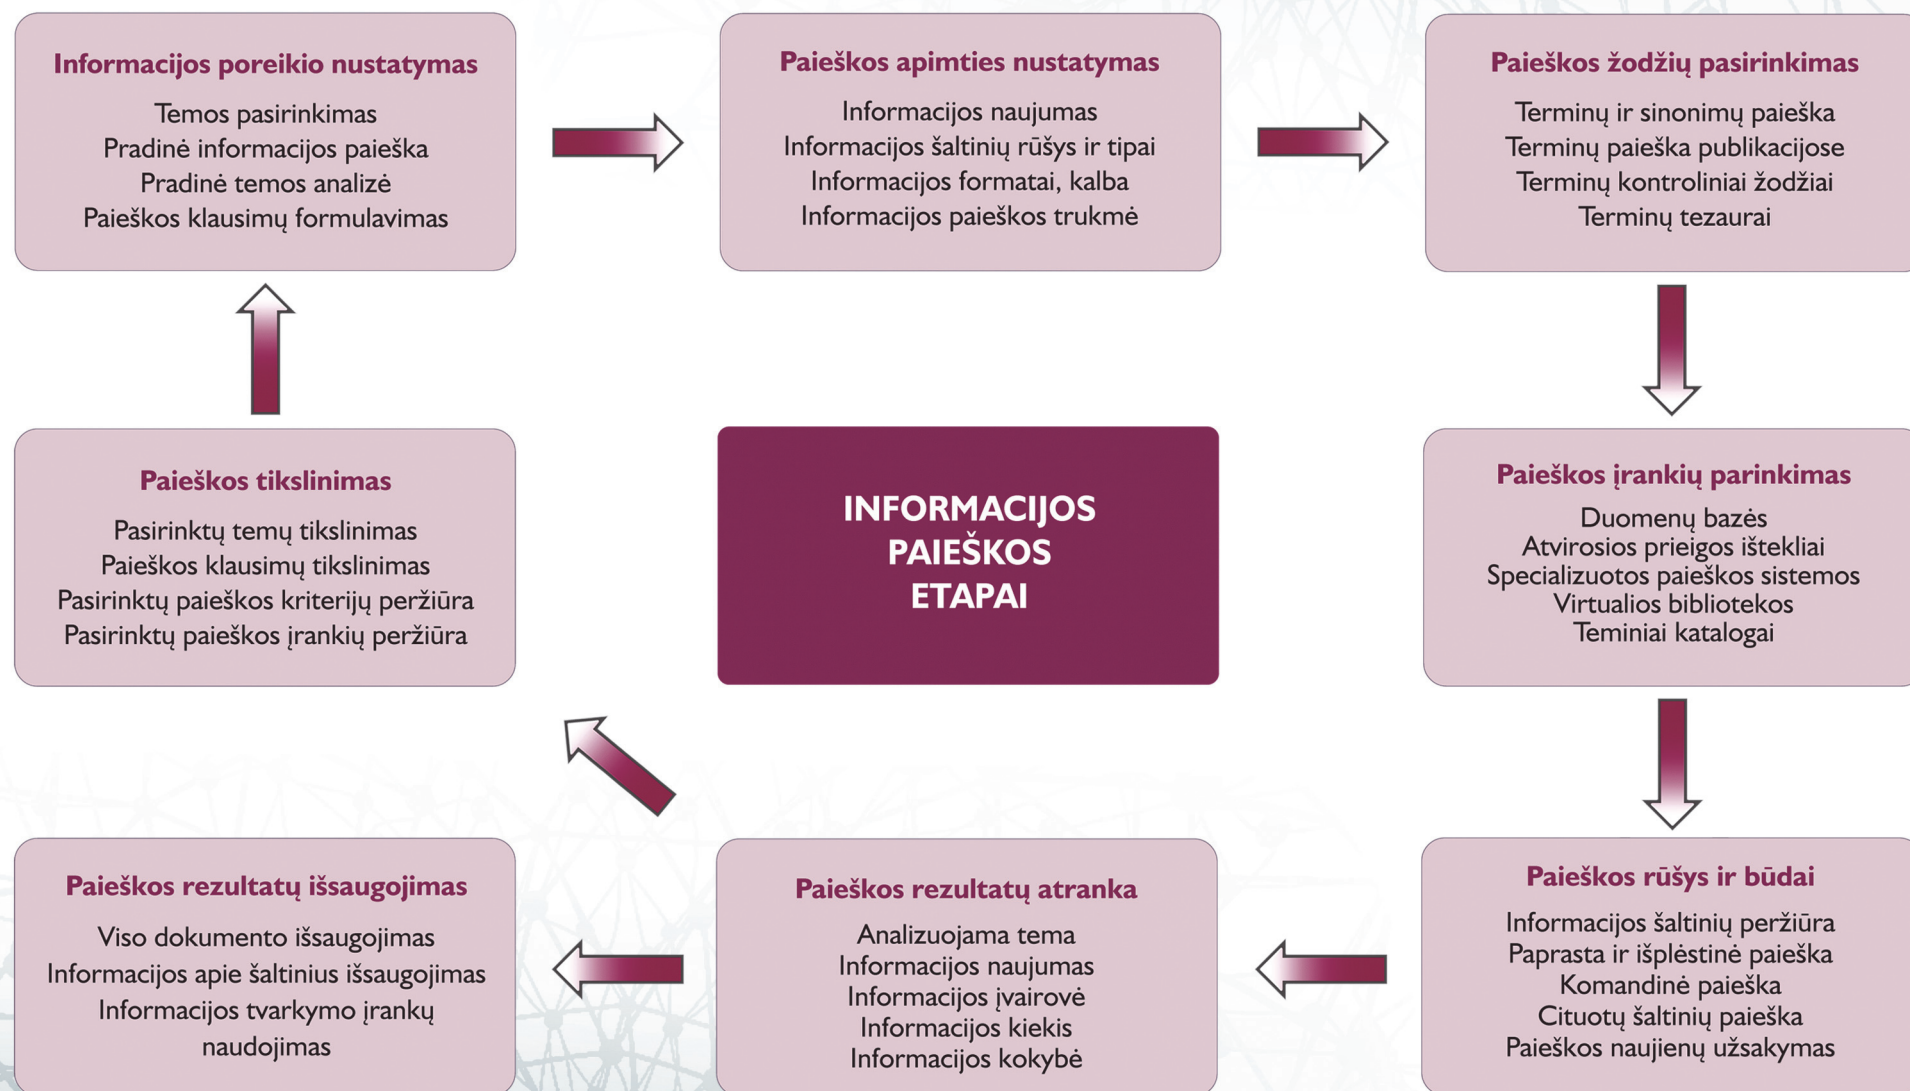 Informacijos poreikio nustatymas
Temos pasirinkimas
Pradinė informacijos paieška
Pradinė temos analizė
Paieškos klausimų formulavimas
Paieškos apimties nustatymas
Informacijos naujumas
Informacijos šaltinių rūšys ir tipai
Informacijos formatai, kalba
Informacijos paieškos trukmė
Paieškos žodžių pasirinkimas
Terminų ir sinonimų paieška
Terminų paieška publikacijose
Terminų kontroliniai žodžiai
Terminų tezaurai
Paieškos tikslinimas
Pasirinktų temų tikslinimas
Paieškos klausimų tikslinimas
Pasirinktų paieškos kriterijų peržiūra
Pasirinktų paieškos įrankių peržiūra
INFORMACIJOS
PAIEŠKOS
ETAPAI
Paieškos įrankių parinkimas
Duomenų bazės
Atvirosios prieigos ištekliai
Specializuotos paieškos sistemos
Virtualios bibliotekos
Teminiai katalogai
Paieškos rezultatų išsaugojimas
Viso dokumento išsaugojimas
Informacijos apie šaltinius išsaugojimas
Informacijos tvarkymo įrankų
naudojimas
Paieškos rezultatų atranka
Analizuojama tema
Informacijos naujumas
Informacijos įvairovė
Informacijos kiekis
Informacijos kokybė
Paieškos rūšys ir būdai
Informacijos šaltinių peržiūra
Paprasta ir išplėstinė paieška
Komandinė paieška
Cituotų šaltinių paieška
Paieškos naujienų užsakymas